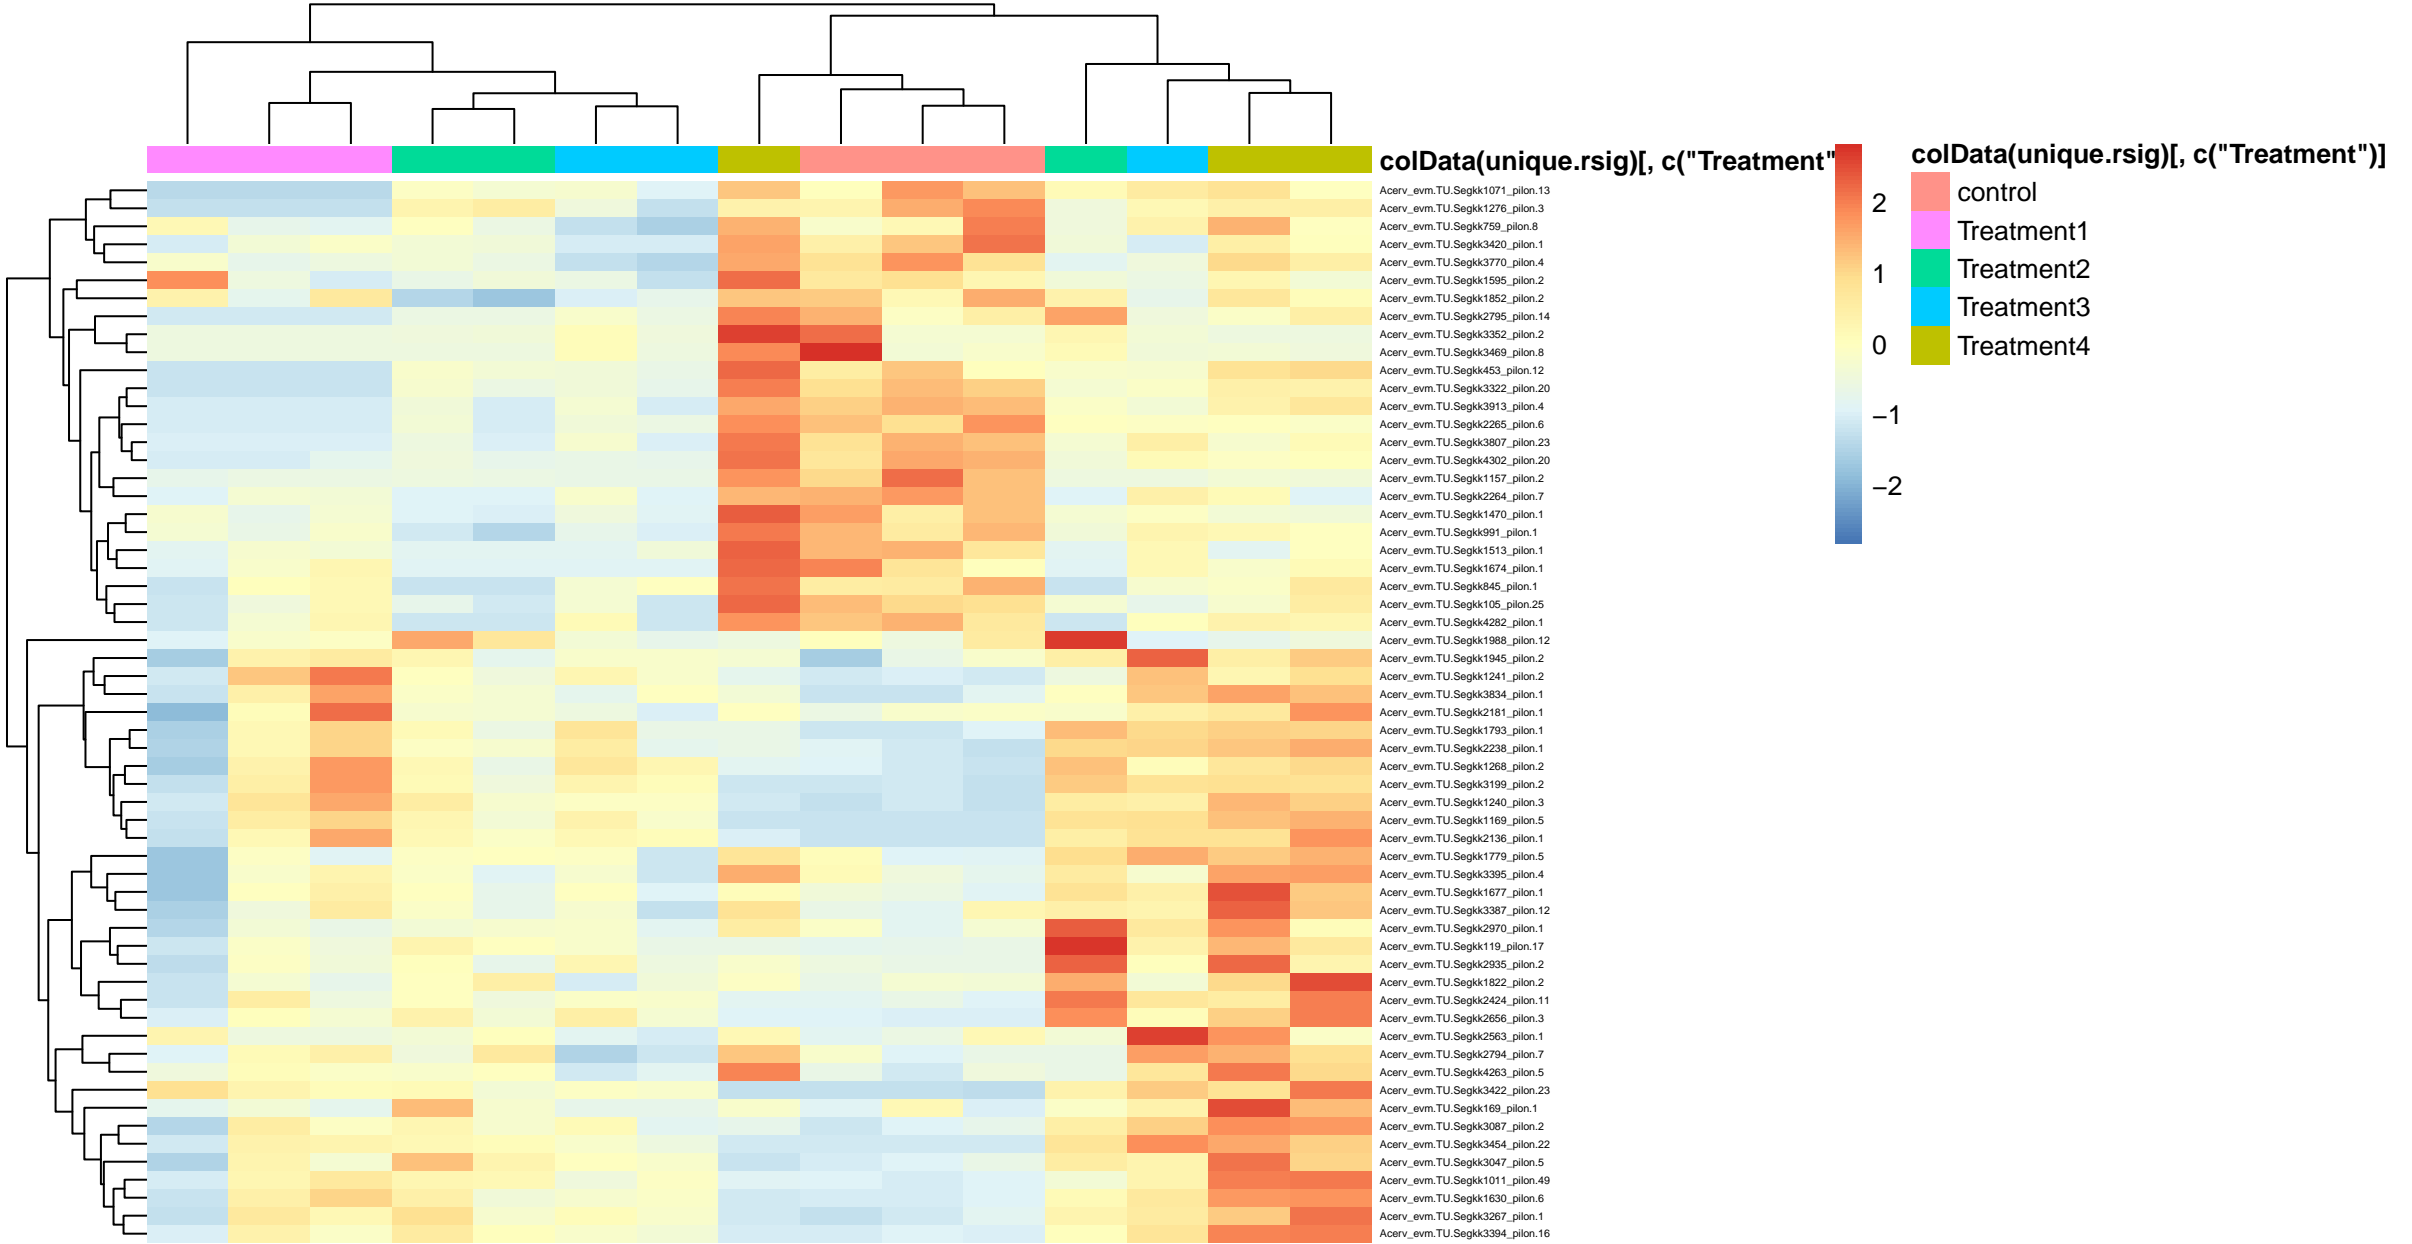 colData(unique.rsig)[, c("Treatment"
Acerv_evm.TU.Segkk1071_pilon.13
Acerv_evm.TU.Segkk1276_pilon.3
Acerv_evm.TU.Segkk759_pilon.8
Acerv_evm.TU.Segkk3420_pilon.1
Acerv_evm.TU.Segkk3770_pilon.4
Acerv_evm.TU.Segkk1595_pilon.2
Acerv_evm.TU.Segkk1852_pilon.2
Acerv_evm.TU.Segkk2795_pilon.14
Acerv_evm.TU.Segkk3352_pilon.2
Acerv_evm.TU.Segkk3469_pilon.8
Acerv_evm.TU.Segkk453_pilon.12
Acerv_evm.TU.Segkk3322_pilon.20
Acerv_evm.TU.Segkk3913_pilon.4
Acerv_evm.TU.Segkk2265_pilon.6
Acerv_evm.TU.Segkk3807_pilon.23
Acerv_evm.TU.Segkk4302_pilon.20
Acerv_evm.TU.Segkk1157_pilon.2
Acerv_evm.TU.Segkk2264_pilon.7
Acerv_evm.TU.Segkk1470_pilon.1
Acerv_evm.TU.Segkk991_pilon.1
Acerv_evm.TU.Segkk1513_pilon.1
Acerv_evm.TU.Segkk1674_pilon.1
Acerv_evm.TU.Segkk845_pilon.1
Acerv_evm.TU.Segkk105_pilon.25
Acerv_evm.TU.Segkk4282_pilon.1
Acerv_evm.TU.Segkk1988_pilon.12
Acerv_evm.TU.Segkk1945_pilon.2
Acerv_evm.TU.Segkk1241_pilon.2
Acerv_evm.TU.Segkk3834_pilon.1
Acerv_evm.TU.Segkk2181_pilon.1
Acerv_evm.TU.Segkk1793_pilon.1
Acerv_evm.TU.Segkk2238_pilon.1
Acerv_evm.TU.Segkk1268_pilon.2
Acerv_evm.TU.Segkk3199_pilon.2
Acerv_evm.TU.Segkk1240_pilon.3
Acerv_evm.TU.Segkk1169_pilon.5
Acerv_evm.TU.Segkk2136_pilon.1
Acerv_evm.TU.Segkk1779_pilon.5
Acerv_evm.TU.Segkk3395_pilon.4
Acerv_evm.TU.Segkk1677_pilon.1
Acerv_evm.TU.Segkk3387_pilon.12
Acerv_evm.TU.Segkk2970_pilon.1
Acerv_evm.TU.Segkk119_pilon.17
Acerv_evm.TU.Segkk2935_pilon.2
Acerv_evm.TU.Segkk1822_pilon.2
Acerv_evm.TU.Segkk2424_pilon.11
Acerv_evm.TU.Segkk2656_pilon.3
Acerv_evm.TU.Segkk2563_pilon.1
Acerv_evm.TU.Segkk2794_pilon.7
Acerv_evm.TU.Segkk4263_pilon.5
Acerv_evm.TU.Segkk3422_pilon.23
Acerv_evm.TU.Segkk169_pilon.1
Acerv_evm.TU.Segkk3087_pilon.2
Acerv_evm.TU.Segkk3454_pilon.22
Acerv_evm.TU.Segkk3047_pilon.5
Acerv_evm.TU.Segkk1011_pilon.49
Acerv_evm.TU.Segkk1630_pilon.6
Acerv_evm.TU.Segkk3267_pilon.1
Acerv_evm.TU.Segkk3394_pilon.16
2
1
0
−1
−2
colData(unique.rsig)[, c("Treatment")]
control
Treatment1
Treatment2
Treatment3
Treatment4